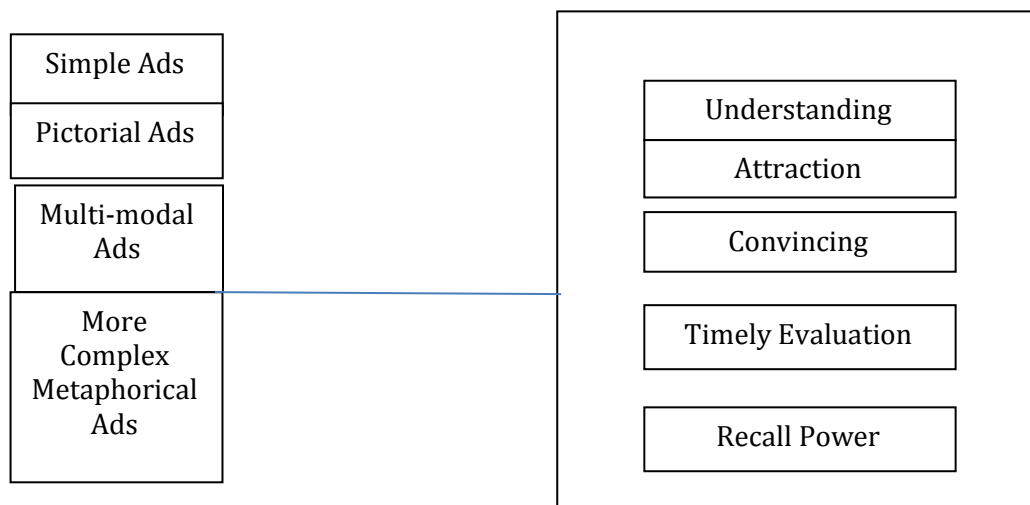 Simple Ads
Pictorial Ads
Multi-modal
Ads
More
Complex
Metaphorical
Ads
Understanding
Attraction
Convincing
Timely Evaluation
Recall Power